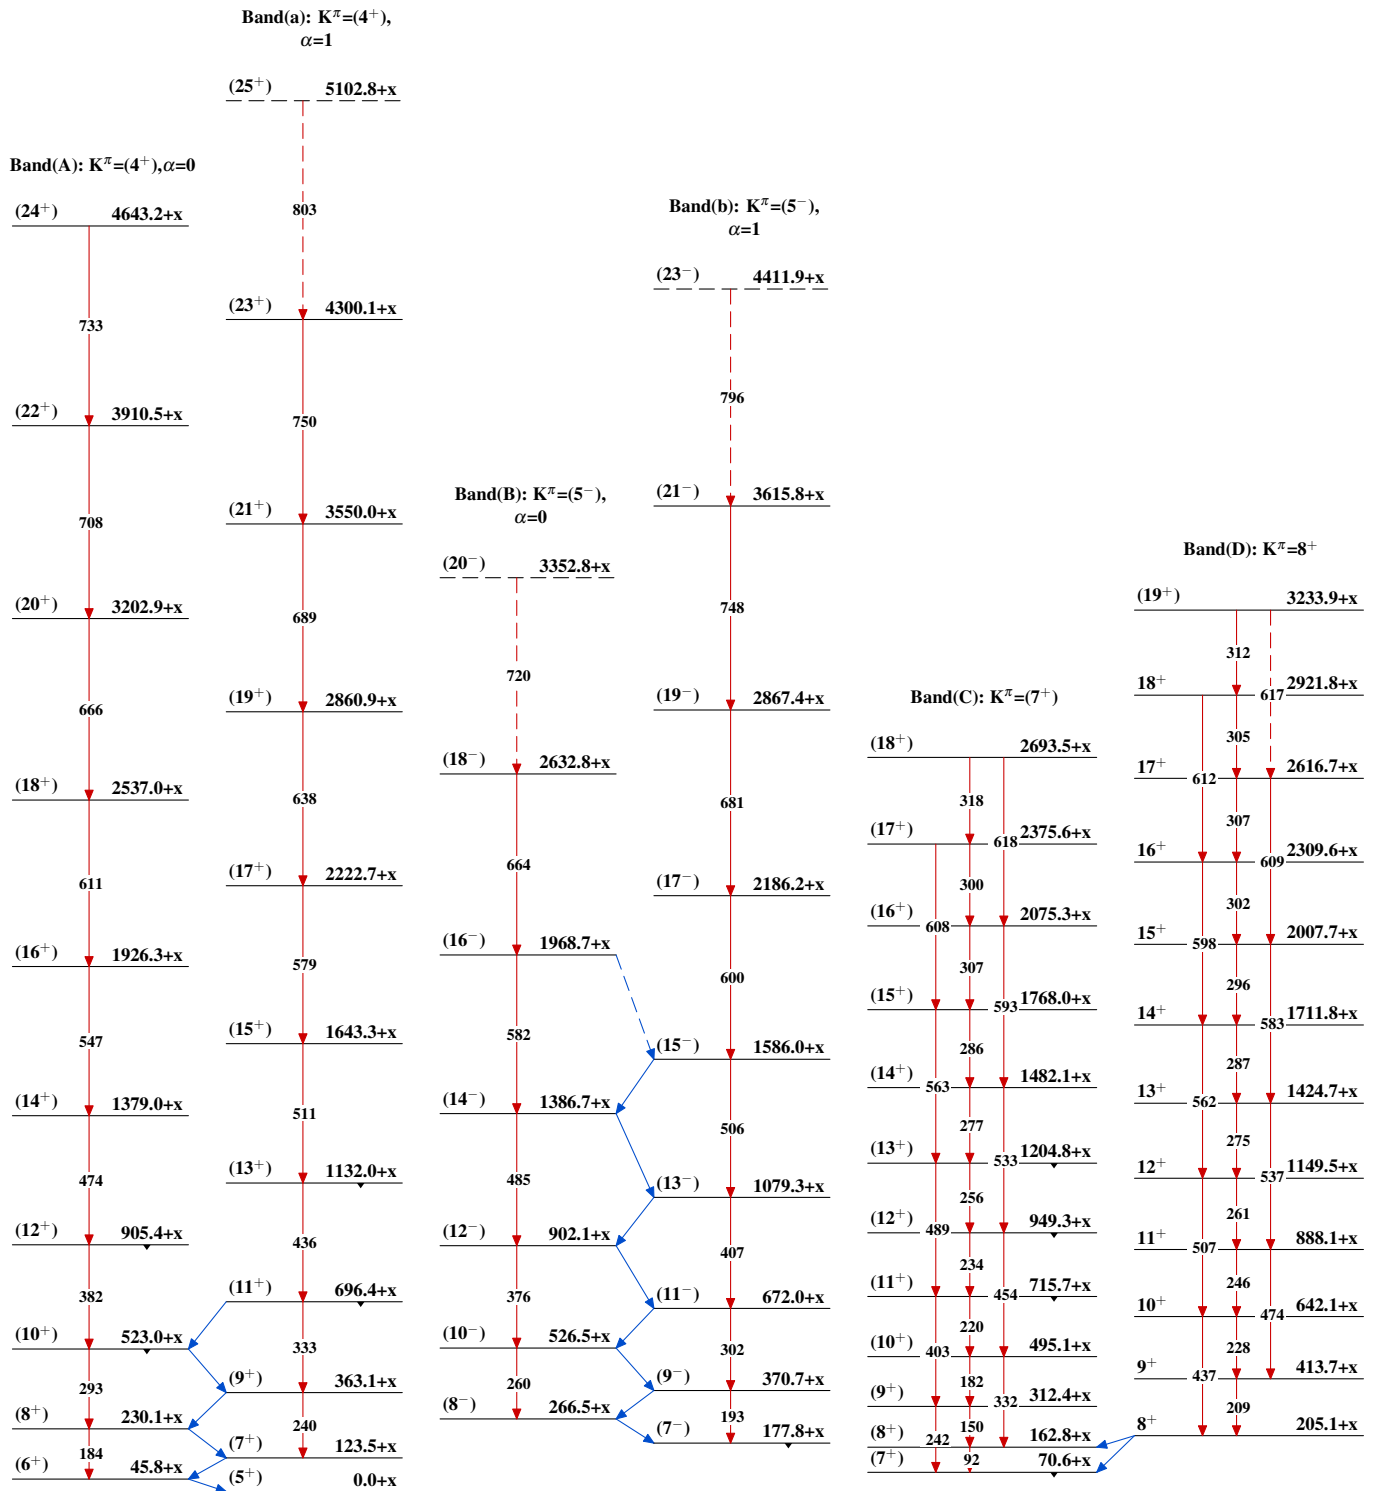 Band(A): K^π=(4⁺),α=0
(24⁺) 4643.2+x
733
(22⁺) 3910.5+x
708
(20⁺) 3202.9+x
666
(18⁺) 2537.0+x
611
(16⁺) 1926.3+x
547
(14⁺) 1379.0+x
474
(12⁺) 905.4+x
382
(10⁺) 523.0+x
293
(8⁺) 230.1+x
184
(6⁺) 45.8+x
Band(a): K^π=(4⁺),
α=1
(25⁺) 5102.8+x
803
(23⁺) 4300.1+x
750
(21⁺) 3550.0+x
689
(19⁺) 2860.9+x
638
(17⁺) 2222.7+x
579
(15⁺) 1643.3+x
511
(13⁺) 1132.0+x
436
(11⁺) 696.4+x
333
(9⁺) 363.1+x
240
(7⁺) 123.5+x
(5⁺) 0.0+x
Band(B): K^π=(5⁻),
α=0
(20⁻) 3352.8+x
720
(18⁻) 2632.8+x
664
(16⁻) 1968.7+x
582
(14⁻) 1386.7+x
485
(12⁻) 902.1+x
376
(10⁻) 526.5+x
260
(8⁻) 266.5+x
Band(b): K^π=(5⁻),
α=1
(23⁻) 4411.9+x
796
(21⁻) 3615.8+x
748
(19⁻) 2867.4+x
681
(17⁻) 2186.2+x
600
(15⁻) 1586.0+x
506
(13⁻) 1079.3+x
407
(11⁻) 672.0+x
302
(9⁻) 370.7+x
193
(7⁻) 177.8+x
Band(C): K^π=(7⁺)
(18⁺) 2693.5+x
318
(17⁺) 618 2375.6+x
300
(16⁺) 608 2075.3+x
307
(15⁺) 593 1768.0+x
286
(14⁺) 563 1482.1+x
277
(13⁺) 533 1204.8+x
256
(12⁺) 489 949.3+x
234
(11⁺) 454 715.7+x
220
(10⁺) 403 495.1+x
182
(9⁺) 332 312.4+x
150
(8⁺) 242 162.8+x
92
(7⁺) 70.6+x
Band(D): K^π=8⁺
(19⁺) 3233.9+x
312
18⁺ 617 2921.8+x
305
17⁺ 612 2616.7+x
307
16⁺ 609 2309.6+x
302
15⁺ 598 2007.7+x
296
14⁺ 583 1711.8+x
287
13⁺ 562 1424.7+x
275
12⁺ 537 1149.5+x
261
11⁺ 507 888.1+x
246
10⁺ 474 642.1+x
228
9⁺ 437 413.7+x
209
8⁺ 205.1+x